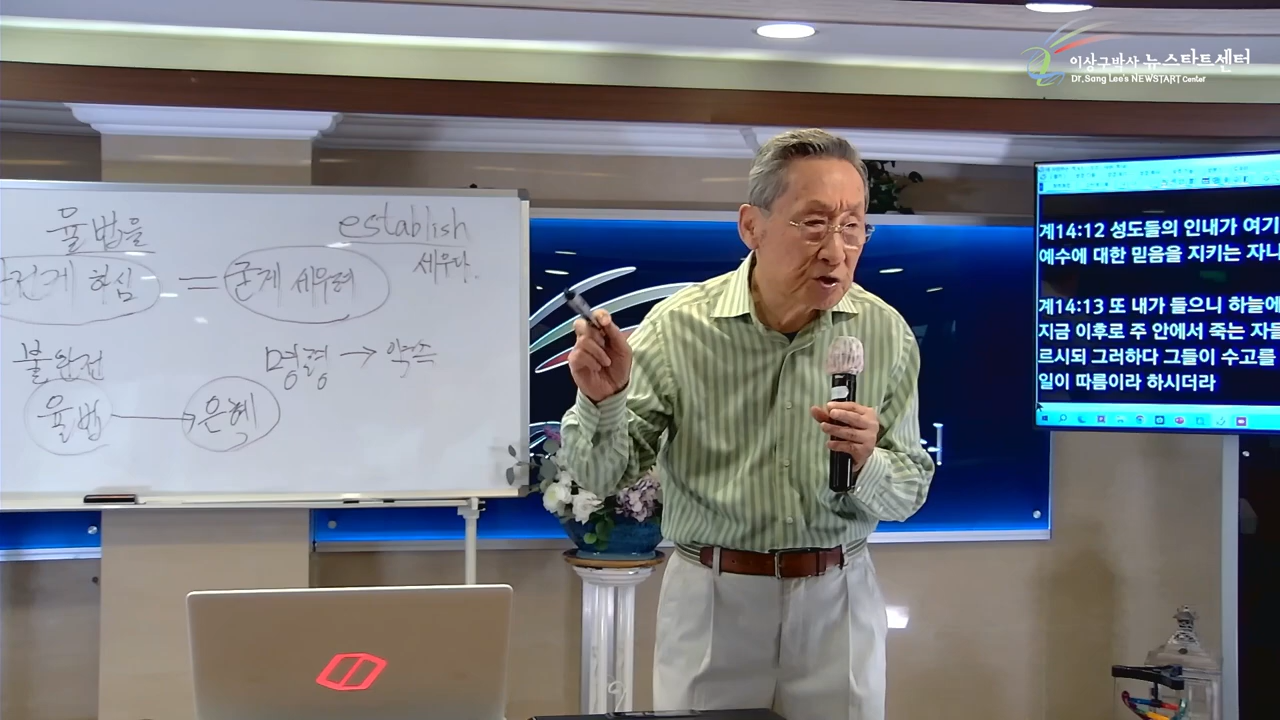 이상구박사 뉴스타트센터
Dr. Sang Lee's NEWSTART Center
율법을
establish
세우다.
= 굳게 세우려
불완전
명령 → 약속
율법 → 은혜
계14:12 성도들의 인내가 여기
예수에 대한 믿음을 지키는 자니
계14:13 또 내가 들으니 하늘에
지금 이후로 주 안에서 죽는 자들
르시되 그러하다 그들이 수고를
일이 따름이라 하시더라